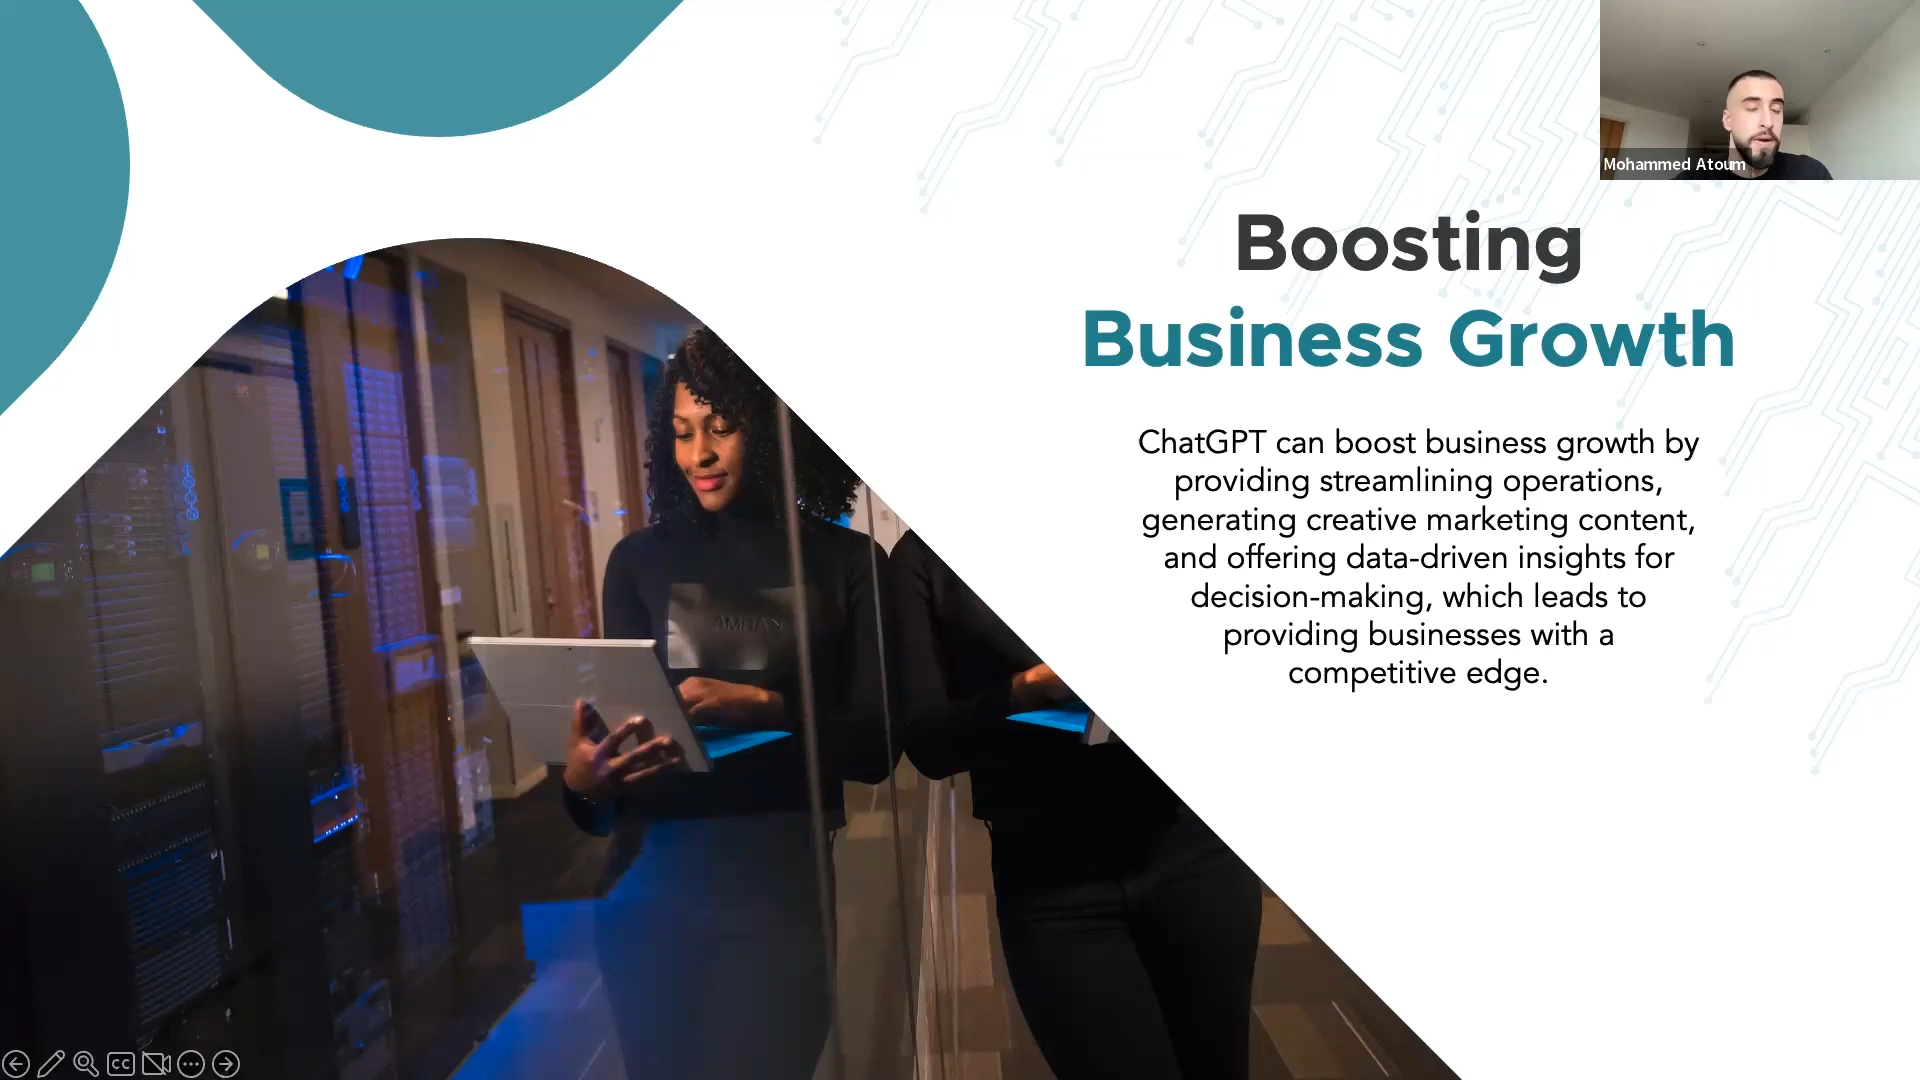 Mohammed Atoum
Boosting
Business Growth
ChatGPT can boost business growth by
providing streamlining operations,
generating creative marketing content,
and offering data-driven insights for
decision-making, which leads to
providing businesses with a
competitive edge.
CC